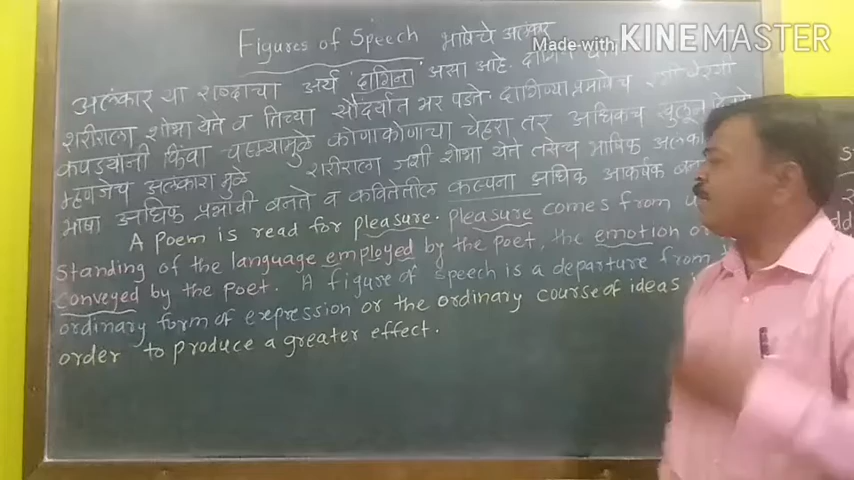 Figures of Speech भाषेचे अलंकार
Made with KINEMASTER
अलंकार या शब्दाचा अर्थ 'दागिना' असा आहे.
शरीराला शोभा येते व तिच्या सौंदर्यात भर पडते. दागिण्या प्रमाणेच
कपड्यांनी किंवा चष्म्यामुळे कोणाकोणाचा चेहरा तर अधिकच खुलून
म्हणजेच अलंकारा मुळे शरीराला जशी शोभा येते तसेच भाषिक
भाषा अधिक प्रभावी बनते व कवितेतील कल्पना अधिक आकर्षक
A Poem is read for pleasure. pleasure comes from
standing of the language employed by the poet, the emotion
conveyed by the poet. A figure of speech is a departure from
ordinary form of expression or the ordinary course of ideas
order to produce a greater effect.